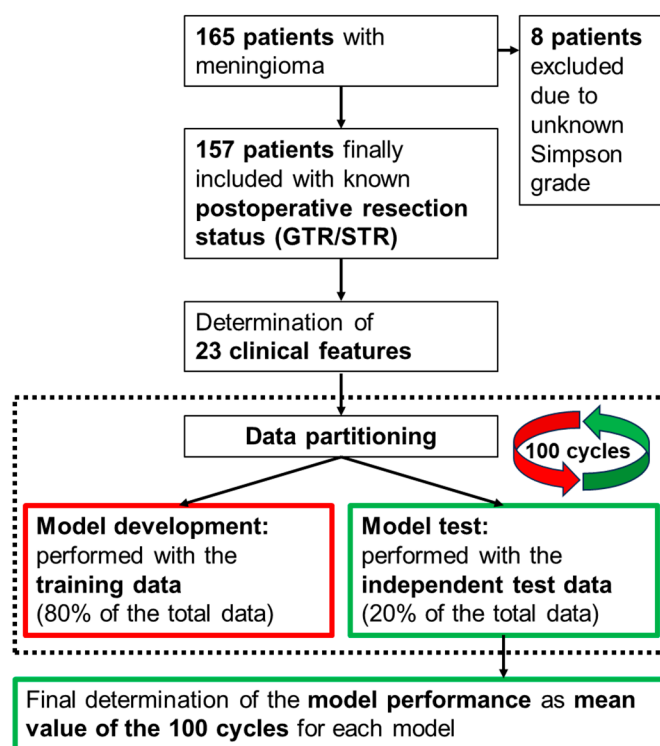 165 patients with
meningioma
8 patients
excluded
due to
unknown
Simpson
grade
157 patients finally
included with known
postoperative resection
status (GTR/STR)
Determination of
23 clinical features
Data partitioning
100 cycles
Model development:
performed with the
training data
(80% of the total data)
Model test:
performed with the
independent test data
(20% of the total data)
Final determination of the model performance as mean
value of the 100 cycles for each model